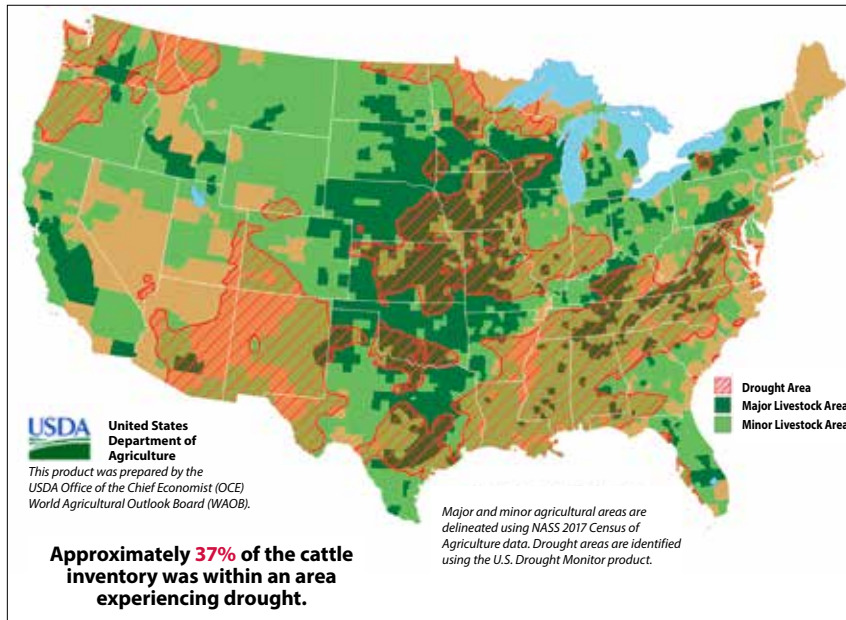 Drought Area
Major Livestock Area
Minor Livestock Area
USDA
United States
Department of
Agriculture
This product was prepared by the
USDA Office of the Chief Economist (OCE)
World Agricultural Outlook Board (WAOB).
Major and minor agricultural areas are
delineated using NASS 2017 Census of
Agriculture data. Drought areas are identified
using the U.S. Drought Monitor product.
Approximately 37% of the cattle
inventory was within an area
experiencing drought.